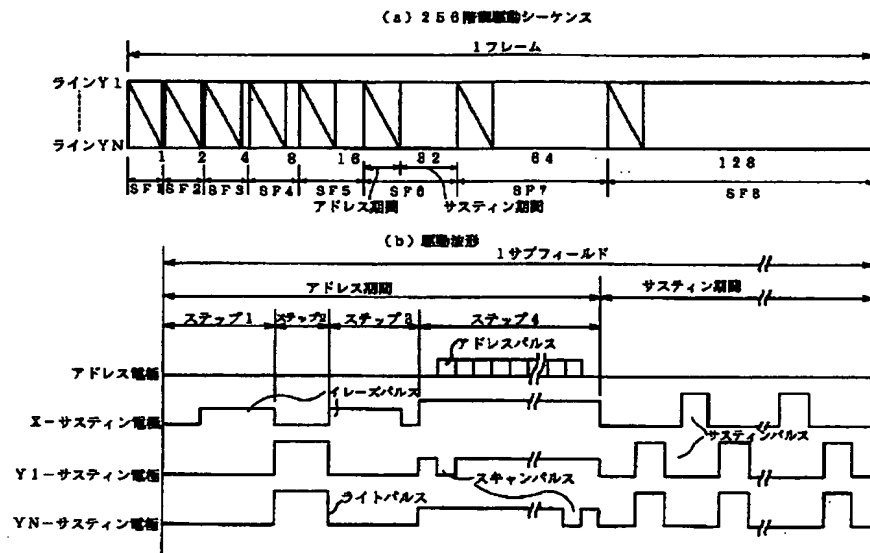 (a) 256階調駆動シーケンス
1フレーム
ラインY1
ラインYN
1 2 4 8 16 32 64 128
SF1 SF2 SF3 SF4 SF5 SF6 SF7 SF8
アドレス期間 サスティン期間
(b) 駆動波形
1サブフィールド
アドレス期間 サスティン期間
ステップ1 ステップ2 ステップ3 ステップ4
アドレスパルス
アドレス電極
イレーズパルス
X-サスティン電極
サスティンパルス
Y1-サスティン電極
スキャンパルス
ライトパルス
YN-サスティン電極